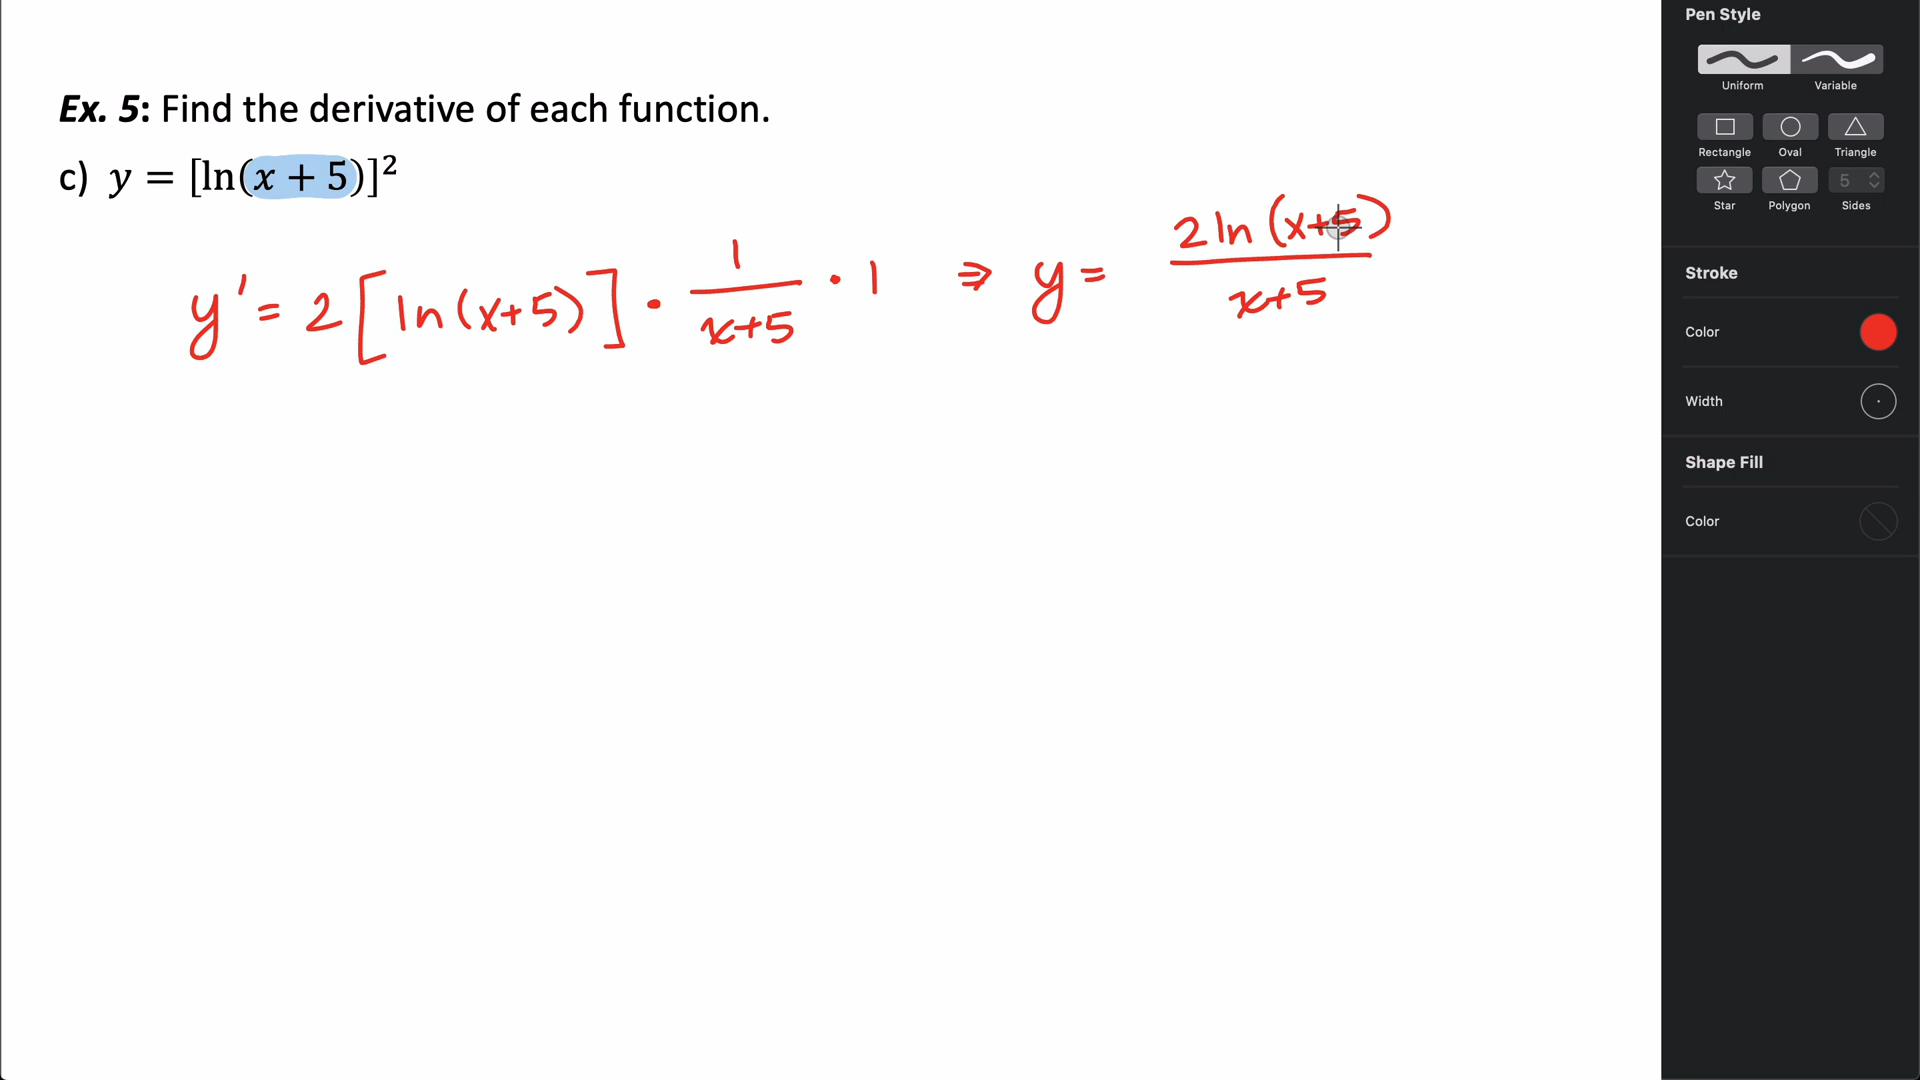 Ex. 5: Find the derivative of each function.
c) y = [ln(x + 5)]²
y' = 2[ln(x+5)] · 1/(x+5) · 1 ⇒ y = 2ln(x+5)/(x+5)
Pen Style
Uniform Variable
Rectangle Oval Triangle
5
Star Polygon Sides
Stroke
Color
Width
Shape Fill
Color